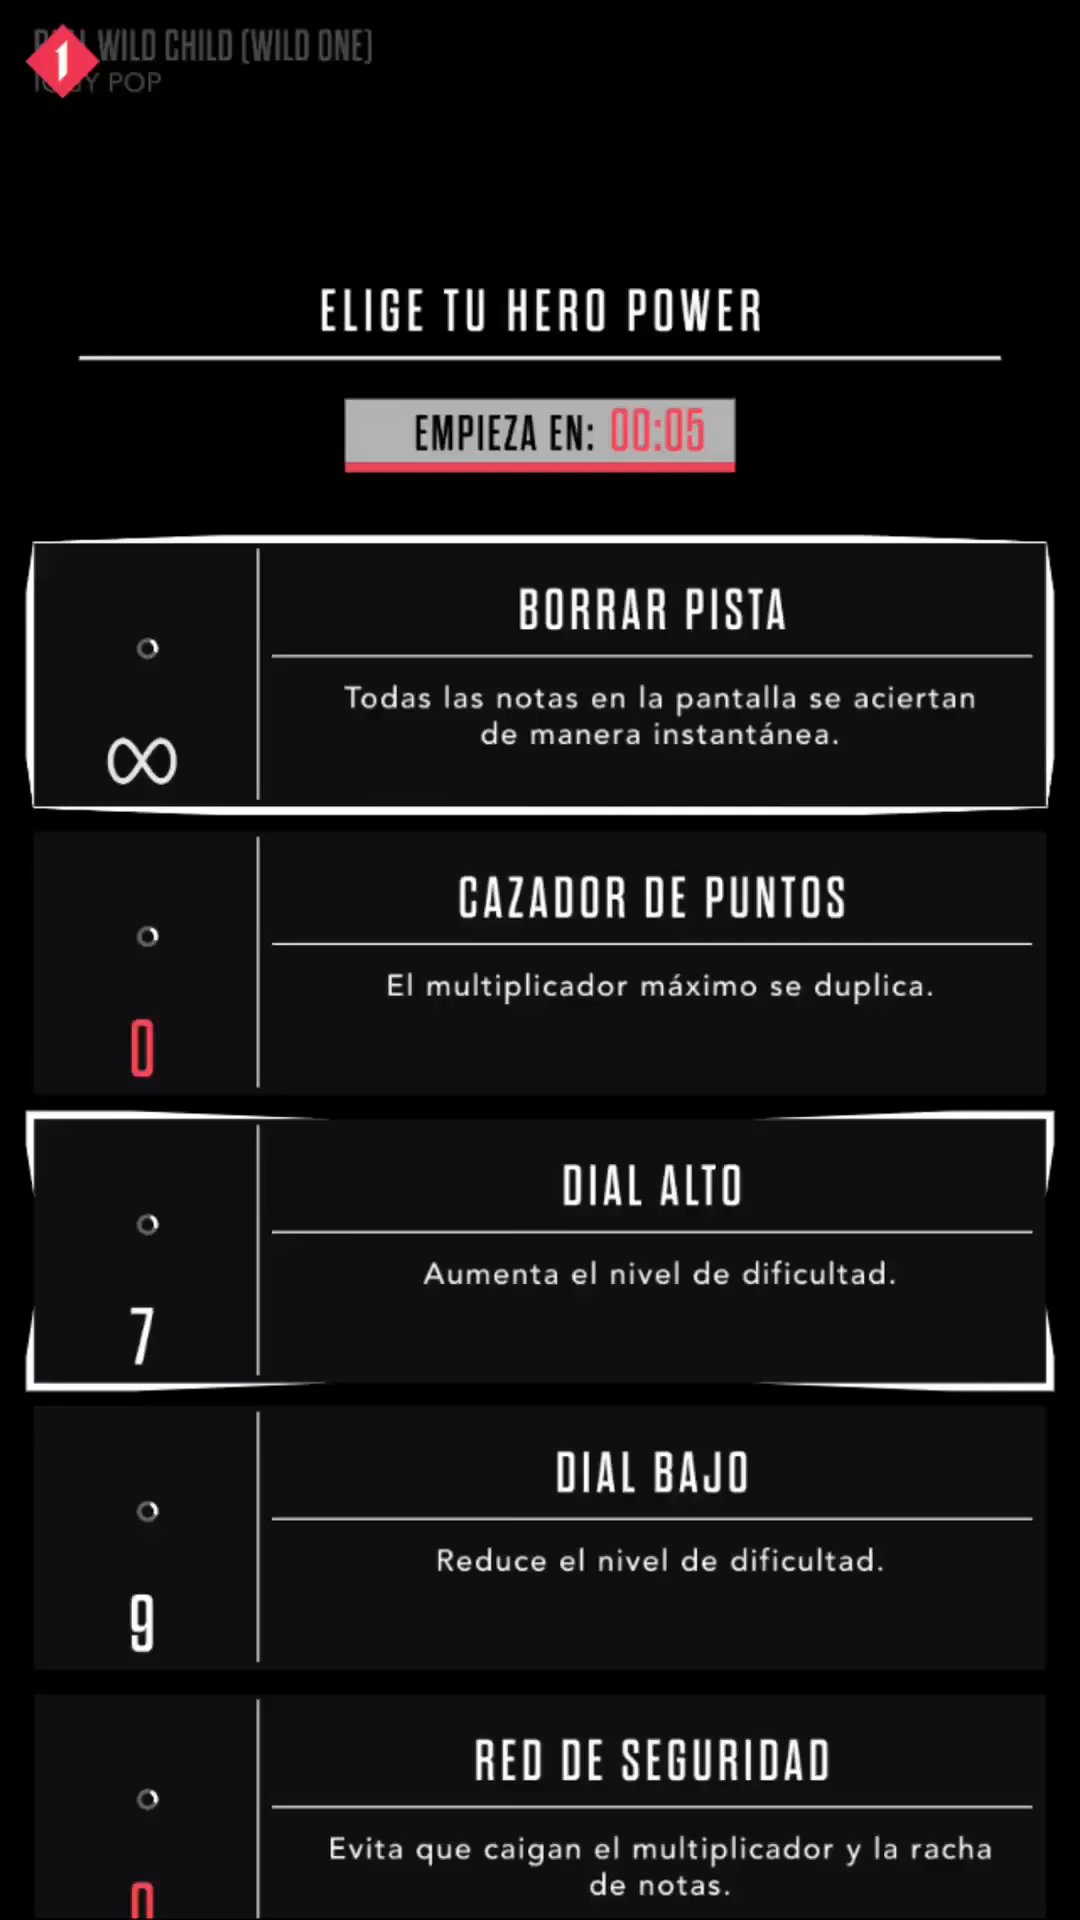 WILD CHILD (WILD ONE)
POP
1
ELIGE TU HERO POWER
EMPIEZA EN: 00:05
BORRAR PISTA
Todas las notas en la pantalla se aciertan
de manera instantánea.
∞
CAZADOR DE PUNTOS
El multiplicador máximo se duplica.
0
DIAL ALTO
Aumenta el nivel de dificultad.
7
DIAL BAJO
Reduce el nivel de dificultad.
9
RED DE SEGURIDAD
Evita que caigan el multiplicador y la racha
de notas.
0